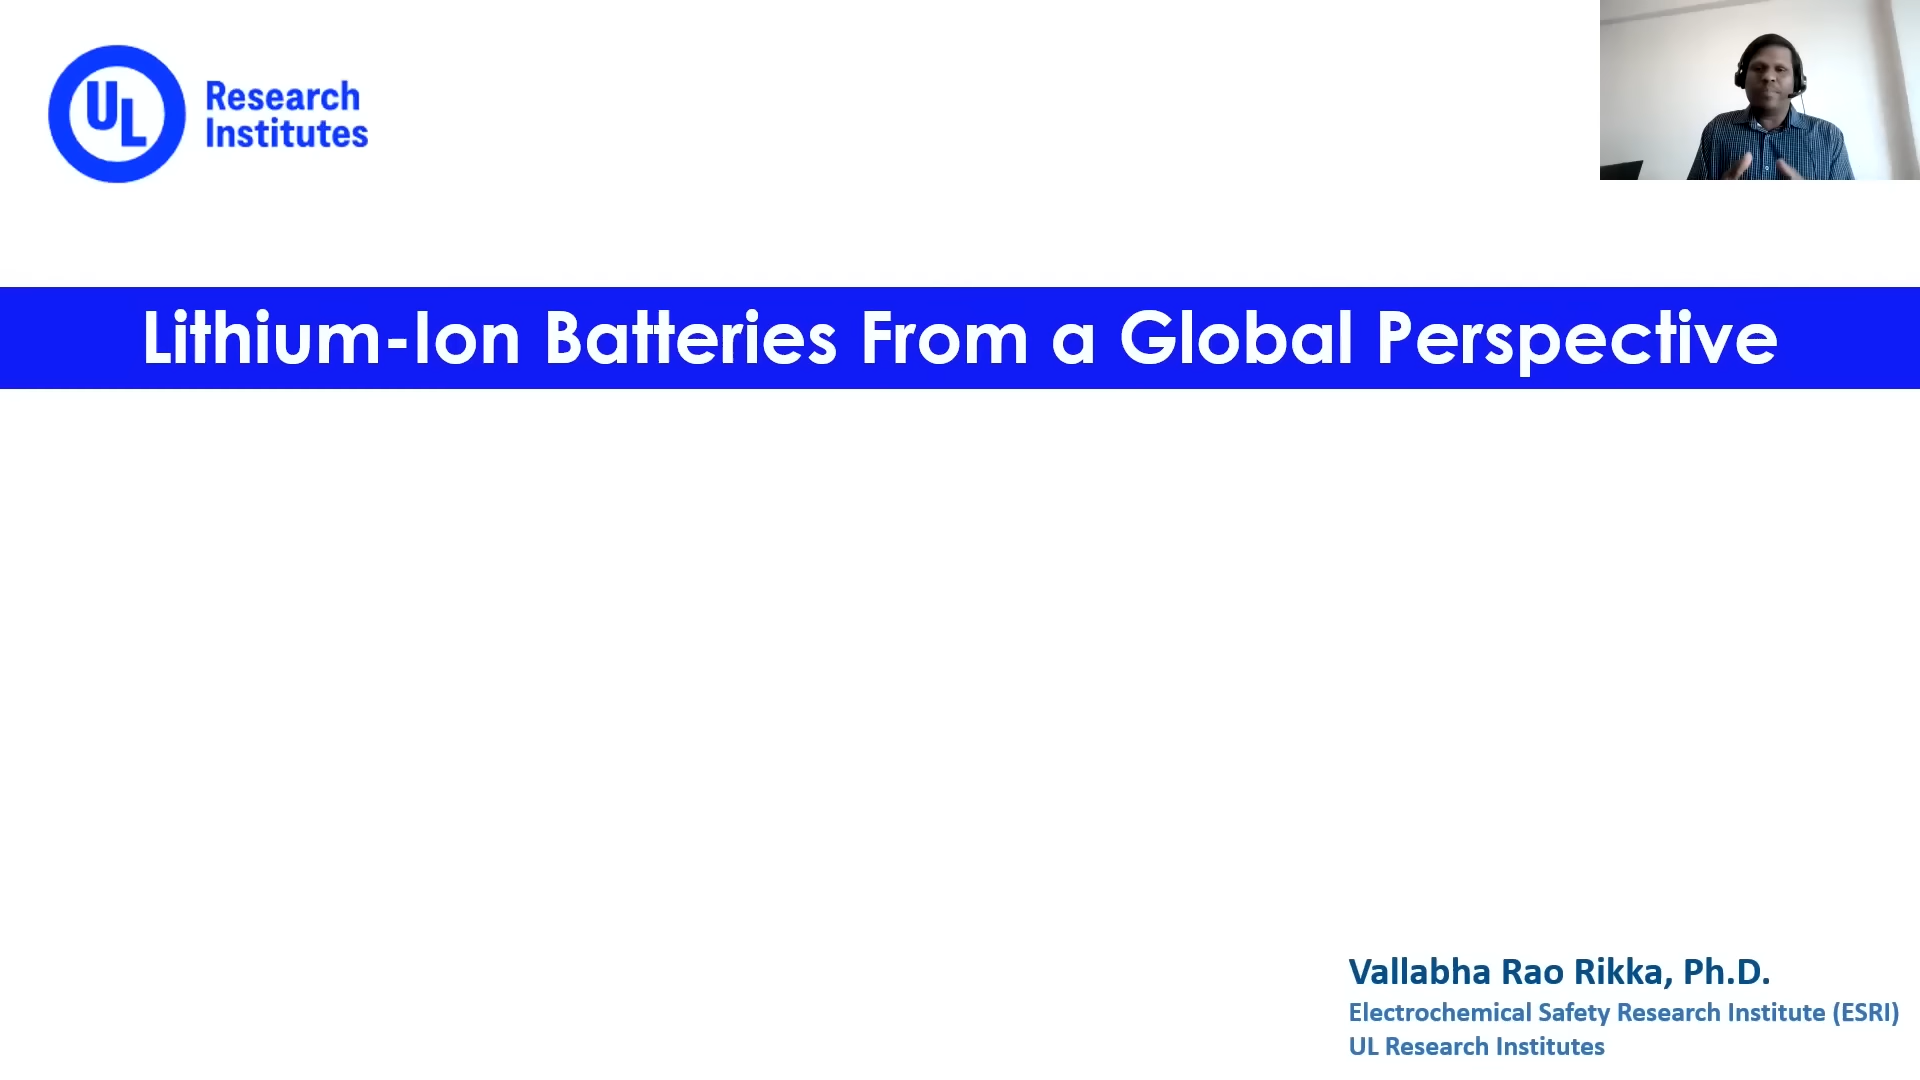 UL
Research
Institutes
Lithium-Ion Batteries From a Global Perspective
Vallabha Rao Rikka, Ph.D.
Electrochemical Safety Research Institute (ESRI)
UL Research Institutes